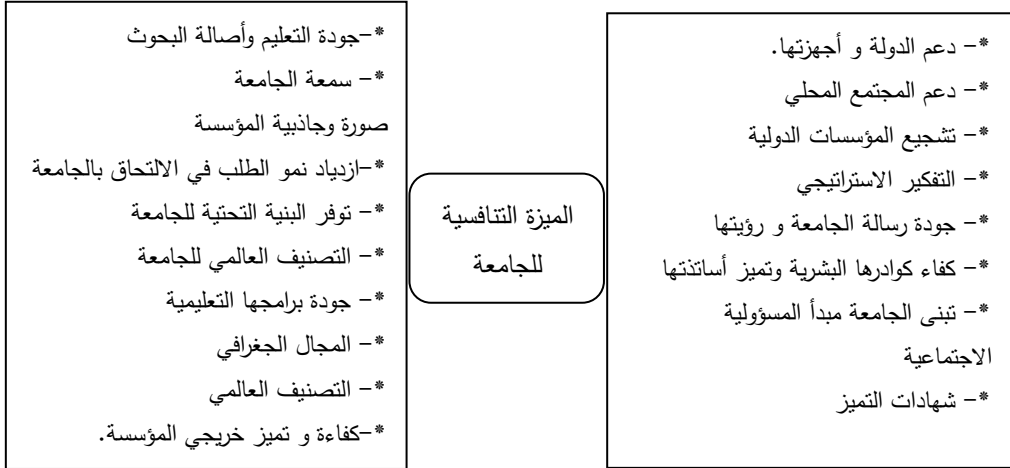 *- دعم الدولة و أجهزتها.
*- دعم المجتمع المحلي
*- تشجيع المؤسسات الدولية
*- التفكير الاستراتيجي
*- جودة رسالة الجامعة و رؤيتها
*- كفاء كوادرها البشرية وتميز أساتذتها
*- تبنى الجامعة مبدأ المسؤولية
الاجتماعية
*- شهادات التميز
الميزة التنافسية
للجامعة
*-جودة التعليم وأصالة البحوث
*- سمعة الجامعة
صورة وجاذبية المؤسسة
*-ازدياد نمو الطلب في الالتحاق بالجامعة
*- توفر البنية التحتية للجامعة
*- التصنيف العالمي للجامعة
*- جودة برامجها التعليمية
*- المجال الجغرافي
*- التصنيف العالمي
*-كفاءة و تميز خريجي المؤسسة.